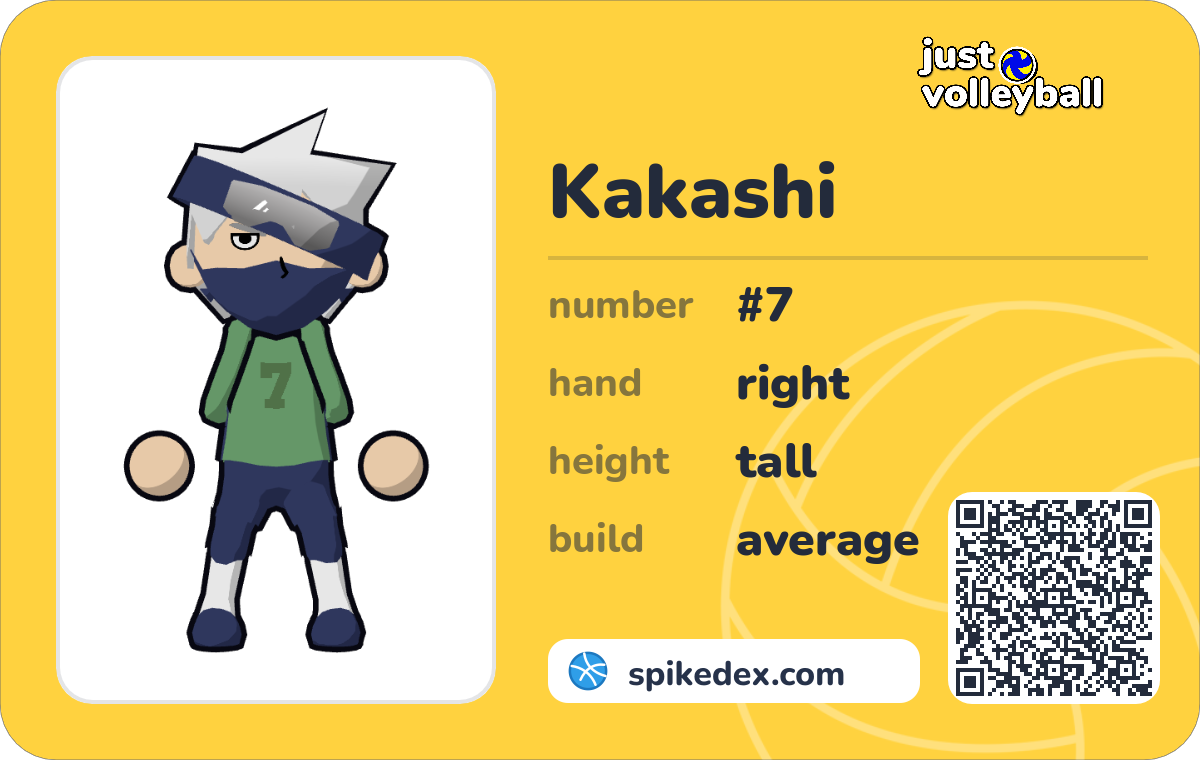 just
volleyball
Kakashi
number #7
hand right
height tall
build average
7
spikedex.com